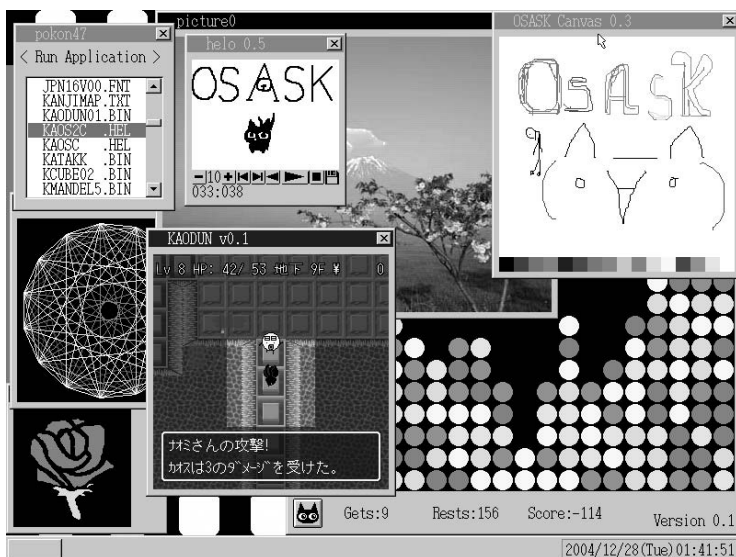 pokon47
< Run Application >
JPN16V00.FNT
KANJIMAP.TXT
KAODUN01.BIN
KAOS2C  .HEL
KAOSC   .HEL
KATAKK  .BIN
KCUBE02 .BIN
KMANDEL5.BIN
picture0
helo 0.5
OSASK
10
033:038
OSASK Canvas 0.3
OSASK
KAODUN v0.1
Lv 8 HP: 42/ 53 地下 9F ¥ 0
ﾅｵﾐさんの攻撃!
ｶｵｽは3のﾀﾞﾒｰｼﾞを受けた。
Gets:9 Rests:156 Score:-114 Version 0.1
2004/12/28(Tue)01:41:51